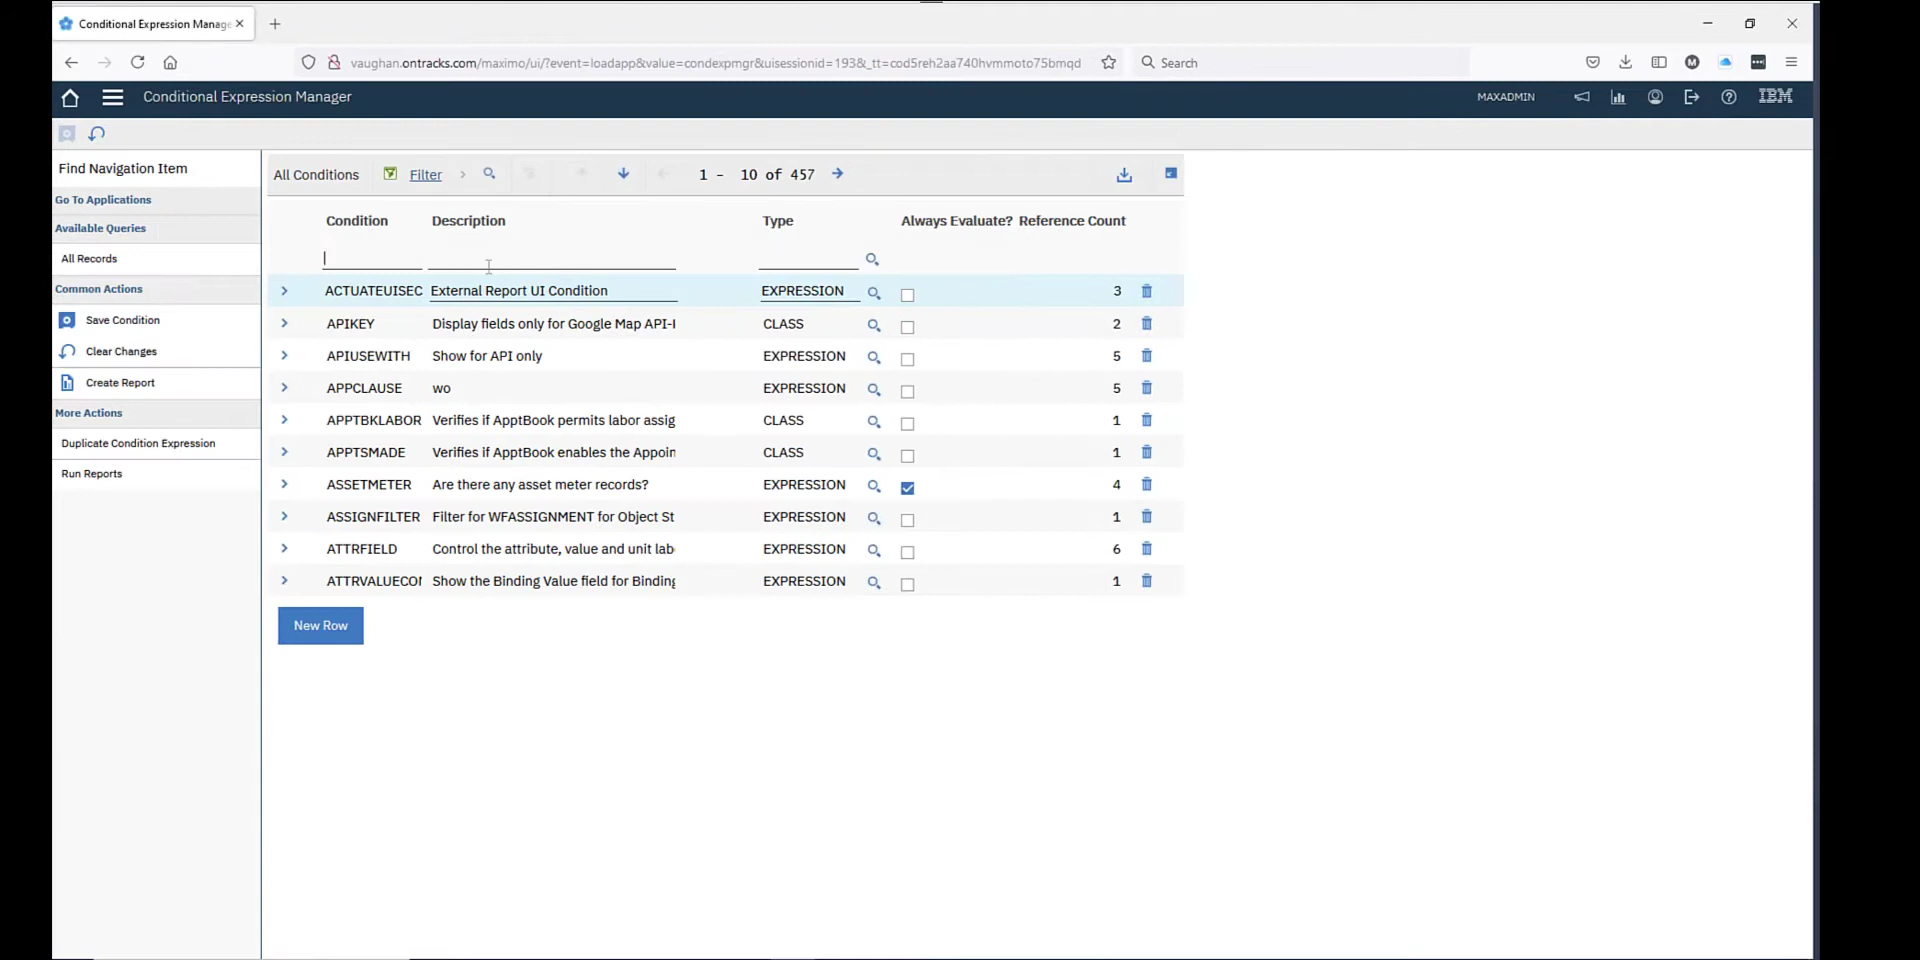 Conditional Expression Manage
vaughan.ontracks.com/maximo/ui/?event=loadapp&value=condexpmgr&uisessionid=193&_tt=cod5reh2aa740hvmmoto75bmqd
Search
Conditional Expression Manager
MAXADMIN
IBM
Find Navigation Item
Go To Applications
Available Queries
All Records
Common Actions
Save Condition
Clear Changes
Create Report
More Actions
Duplicate Condition Expression
Run Reports
All Conditions Filter 1 - 10 of 457
Condition Description Type Always Evaluate? Reference Count
ACTUATEUISEC External Report UI Condition EXPRESSION 3
APIKEY Display fields only for Google Map API- CLASS 2
APIUSEWITH Show for API only EXPRESSION 5
APPCLAUSE wo EXPRESSION 5
APPTBKLABOR Verifies if ApptBook permits labor assig CLASS 1
APPTSMADE Verifies if ApptBook enables the Appoin CLASS 1
ASSETMETER Are there any asset meter records? EXPRESSION 4
ASSIGNFILTER Filter for WFASSIGNMENT for Object St EXPRESSION 1
ATTRFIELD Control the attribute, value and unit lab EXPRESSION 6
ATTRVALUECO Show the Binding Value field for Binding EXPRESSION 1
New Row